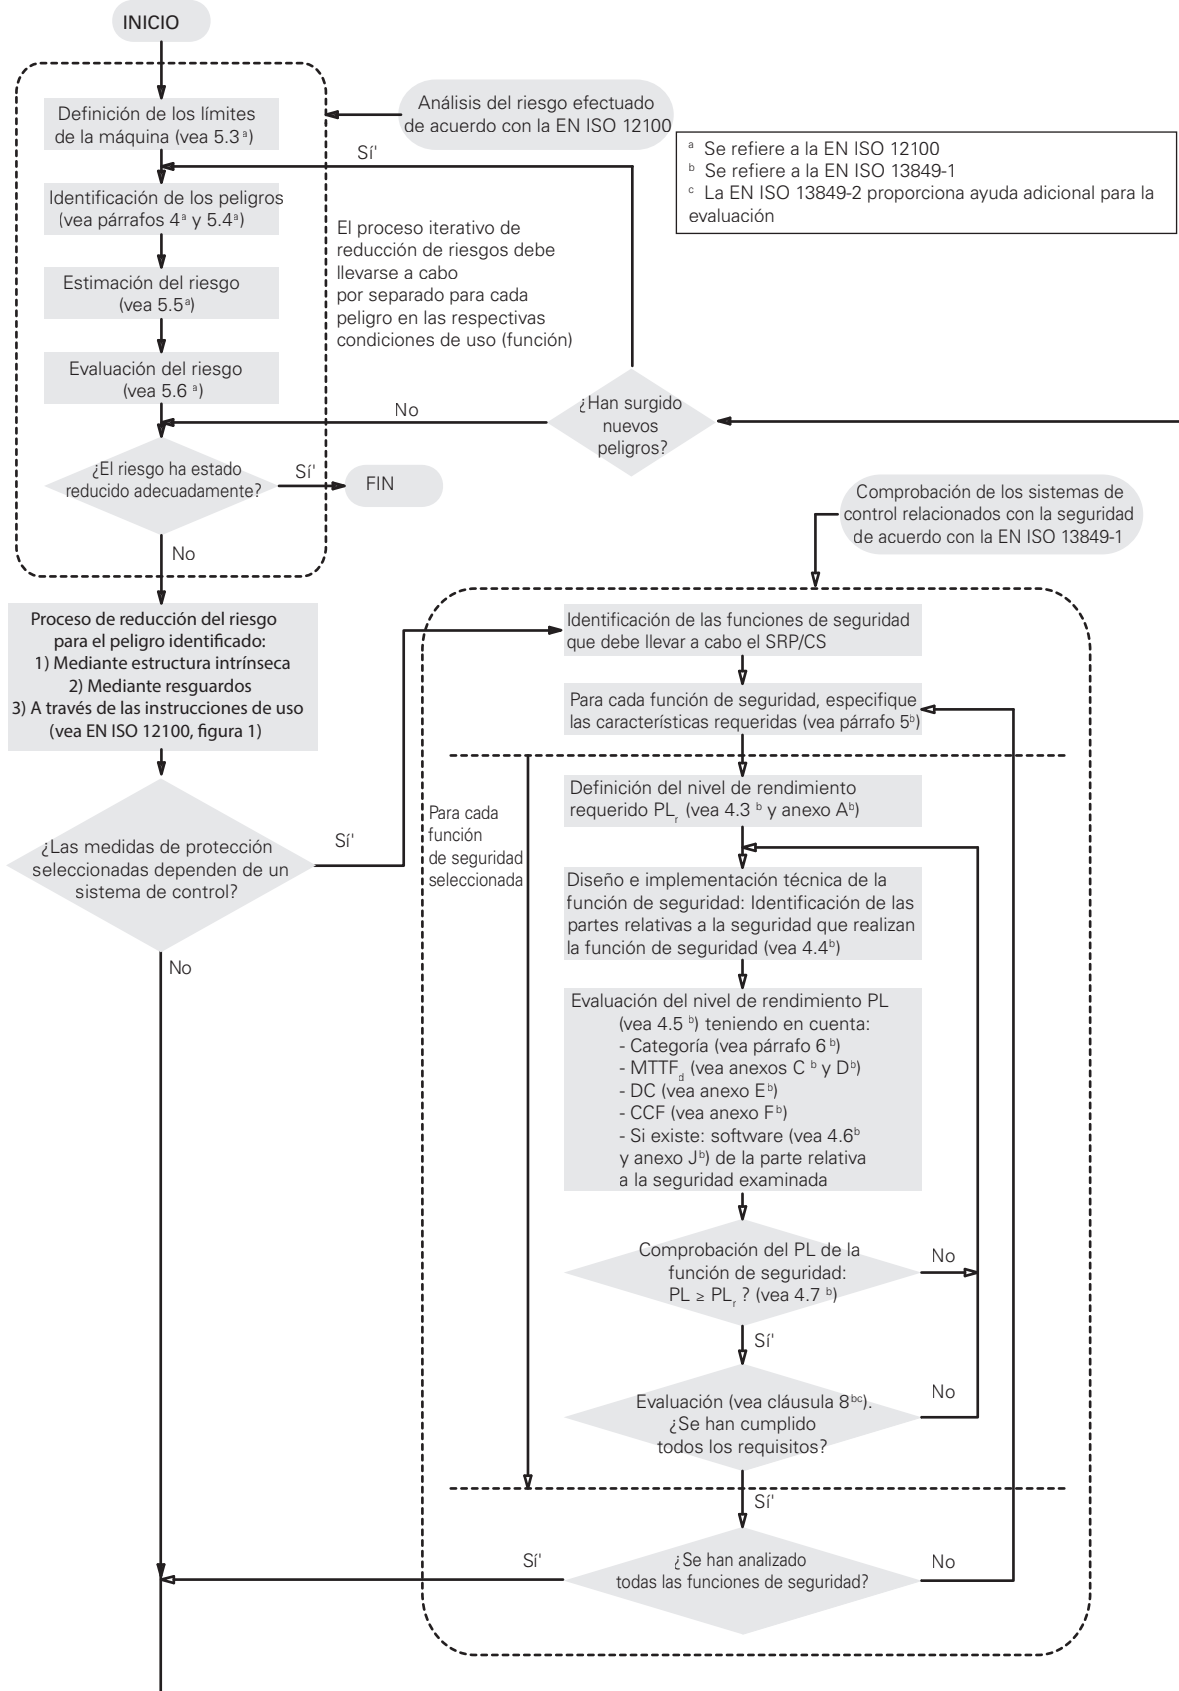 INICIO
Definición de los límites
de la máquina (vea 5.3 ª)
Análisis del riesgo efectuado
de acuerdo con la EN ISO 12100
ª Se refiere a la EN ISO 12100
ᵇ Se refiere a la EN ISO 13849-1
ᶜ La EN ISO 13849-2 proporciona ayuda adicional para la
evaluación
Sí'
Identificación de los peligros
(vea párrafos 4ª y 5.4ª)
El proceso iterativo de
reducción de riesgos debe
llevarse a cabo
por separado para cada
peligro en las respectivas
condiciones de uso (función)
Estimación del riesgo
(vea 5.5ª)
Evaluación del riesgo
(vea 5.6 ª)
No
¿Han surgido
nuevos
peligros?
¿El riesgo ha estado
reducido adecuadamente?
Sí'
FIN
No
Comprobación de los sistemas de
control relacionados con la seguridad
de acuerdo con la EN ISO 13849-1
Proceso de reducción del riesgo
para el peligro identificado:
1) Mediante estructura intrínseca
2) Mediante resguardos
3) A través de las instrucciones de uso
(vea EN ISO 12100, figura 1)
Identificación de las funciones de seguridad
que debe llevar a cabo el SRP/CS
Para cada función de seguridad, especifique
las características requeridas (vea párrafo 5ᵇ)
¿Las medidas de protección
seleccionadas dependen de un
sistema de control?
Sí'
No
Para cada
función
de seguridad
seleccionada
Definición del nivel de rendimiento
requerido PLᵣ (vea 4.3 ᵇ y anexo Aᵇ)
Diseño e implementación técnica de la
función de seguridad: Identificación de las
partes relativas a la seguridad que realizan
la función de seguridad (vea 4.4ᵇ)
Evaluación del nivel de rendimiento PL
(vea 4.5 ᵇ) teniendo en cuenta:
- Categoría (vea párrafo 6 ᵇ)
- MTTFd (vea anexos C ᵇ y Dᵇ)
- DC (vea anexo Eᵇ)
- CCF (vea anexo Fᵇ)
- Si existe: software (vea 4.6ᵇ
y anexo Jᵇ) de la parte relativa
a la seguridad examinada
Comprobación del PL de la
función de seguridad:
PL ≥ PLᵣ ? (vea 4.7 ᵇ)
No
Sí'
Evaluación (vea cláusula 8ᵇᶜ).
¿Se han cumplido
todos los requisitos?
No
Sí'
¿Se han analizado
todas las funciones de seguridad?
Sí'
No